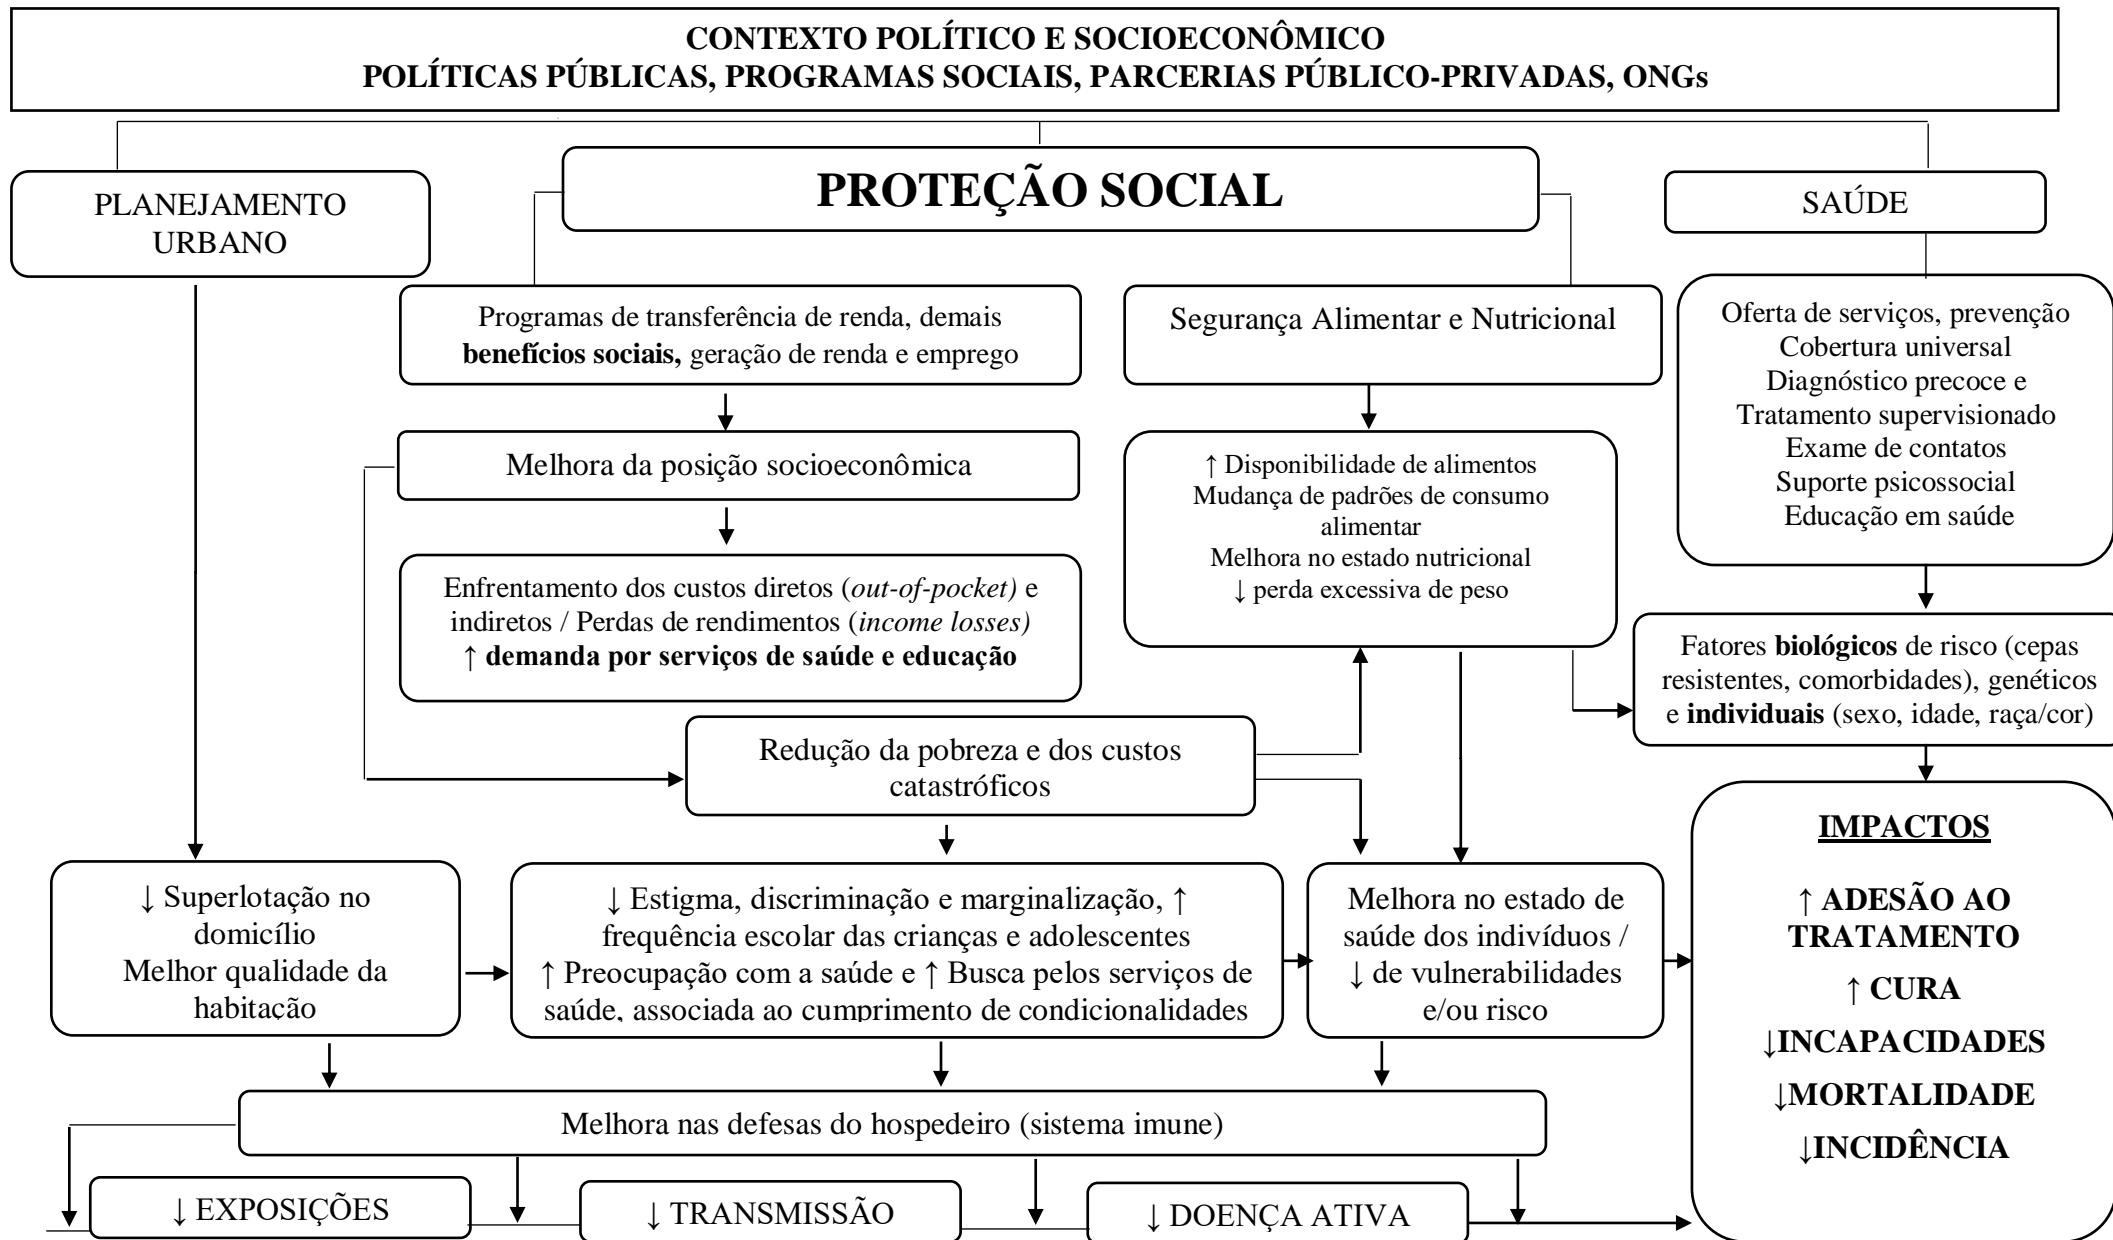 CONTEXTO POLÍTICO E SOCIOECONÔMICO
POLÍTICAS PÚBLICAS, PROGRAMAS SOCIAIS, PARCERIAS PÚBLICO-PRIVADAS, ONGs
PLANEJAMENTO
URBANO
PROTEÇÃO SOCIAL
SAÚDE
Programas de transferência de renda, demais
benefícios sociais, geração de renda e emprego
Segurança Alimentar e Nutricional
Oferta de serviços, prevenção
Cobertura universal
Diagnóstico precoce e
Tratamento supervisionado
Exame de contatos
Suporte psicossocial
Educação em saúde
Melhora da posição socioeconômica
↑ Disponibilidade de alimentos
Mudança de padrões de consumo
alimentar
Melhora no estado nutricional
↓ perda excessiva de peso
Enfrentamento dos custos diretos (out-of-pocket) e
indiretos / Perdas de rendimentos (income losses)
↑ demanda por serviços de saúde e educação
Fatores biológicos de risco (cepas
resistentes, comorbidades), genéticos
e individuais (sexo, idade, raça/cor)
Redução da pobreza e dos custos
catastróficos
↓ Superlotação no
domicílio
Melhor qualidade da
habitação
↓ Estigma, discriminação e marginalização, ↑
frequência escolar das crianças e adolescentes
↑ Preocupação com a saúde e ↑ Busca pelos serviços de
saúde, associada ao cumprimento de condicionalidades
Melhora no estado de
saúde dos indivíduos /
↓ de vulnerabilidades
e/ou risco
IMPACTOS
↑ ADESÃO AO
TRATAMENTO
↑ CURA
↓INCAPACIDADES
↓MORTALIDADE
↓INCIDÊNCIA
Melhora nas defesas do hospedeiro (sistema imune)
↓ EXPOSIÇÕES
↓ TRANSMISSÃO
↓ DOENÇA ATIVA